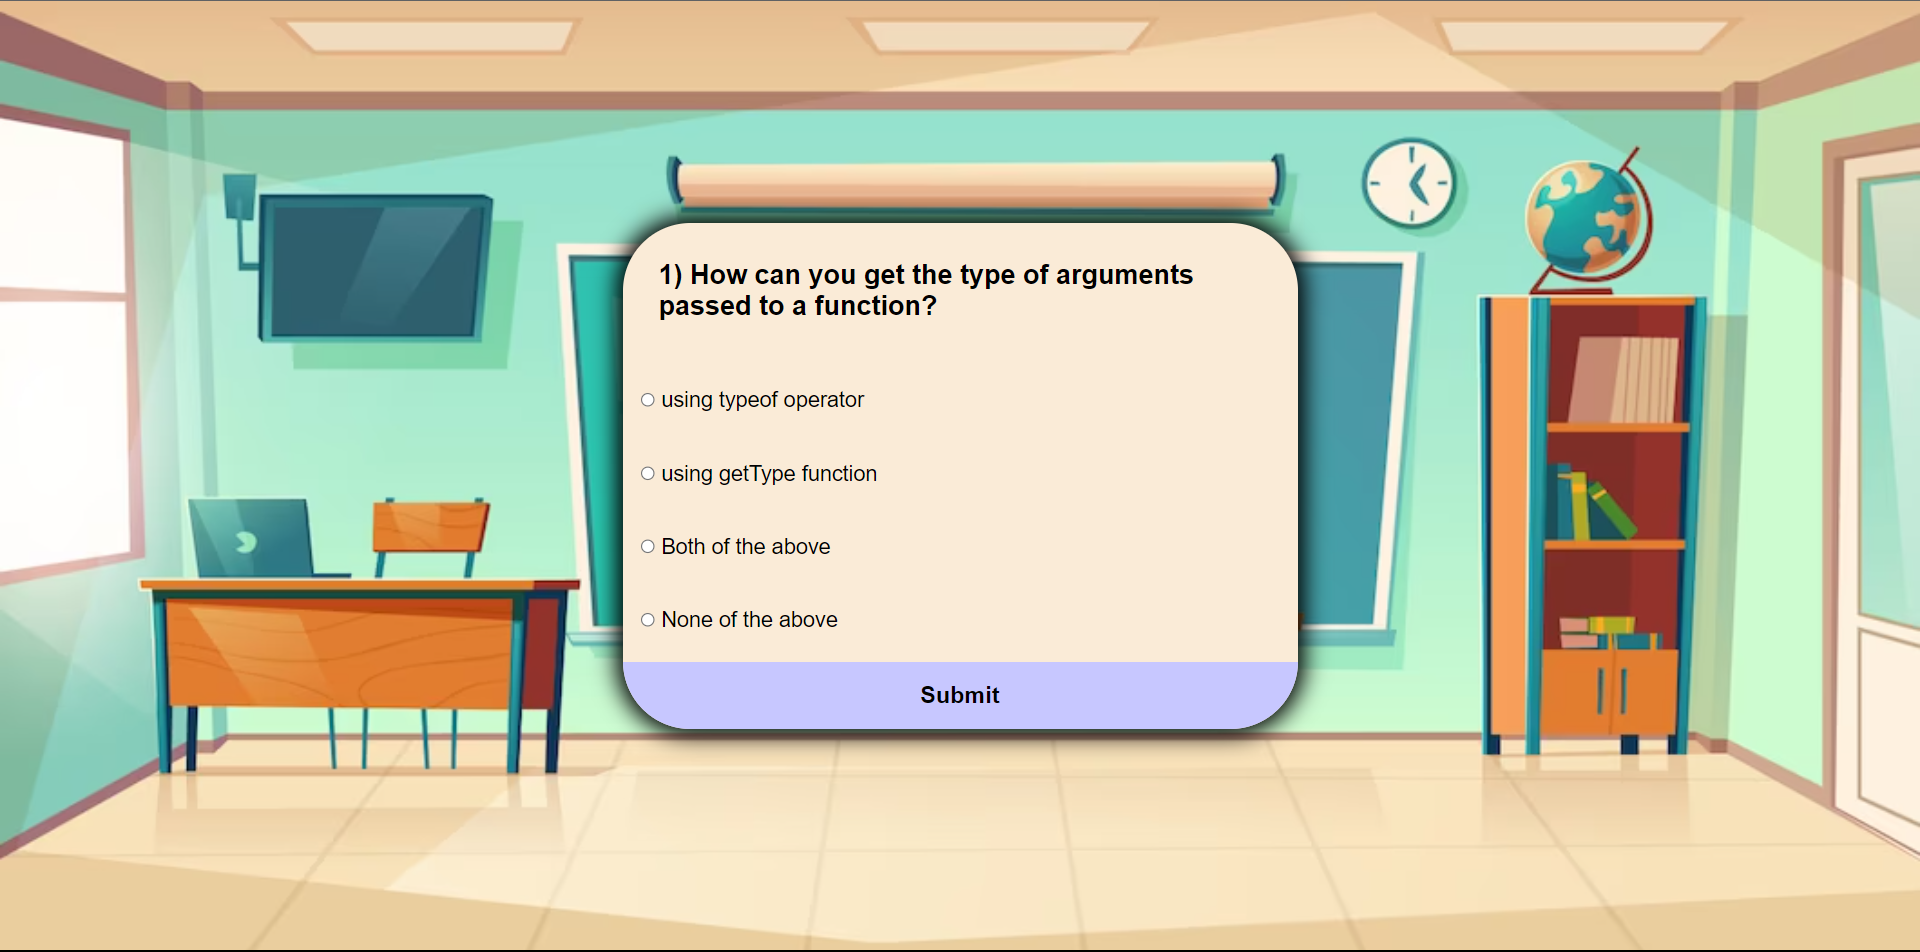 1) How can you get the type of arguments
passed to a function?
using typeof operator
using getType function
Both of the above
None of the above
Submit